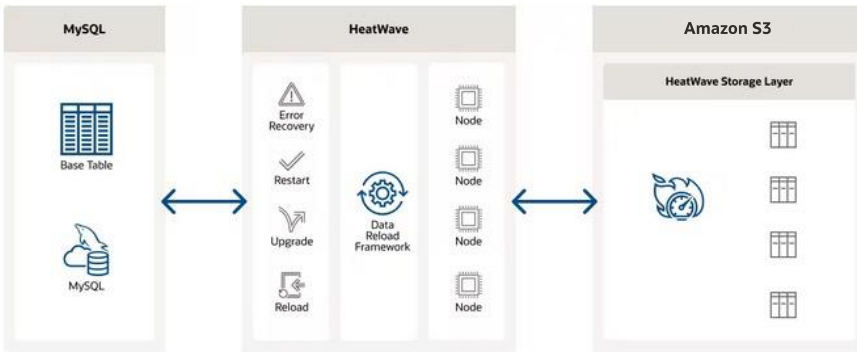 MySQL
Base Table
MySQL
HeatWave
Error
Recovery
Restart
Upgrade
Reload
Data
Reload
Framework
Node
Node
Node
Node
Amazon S3
HeatWave Storage Layer